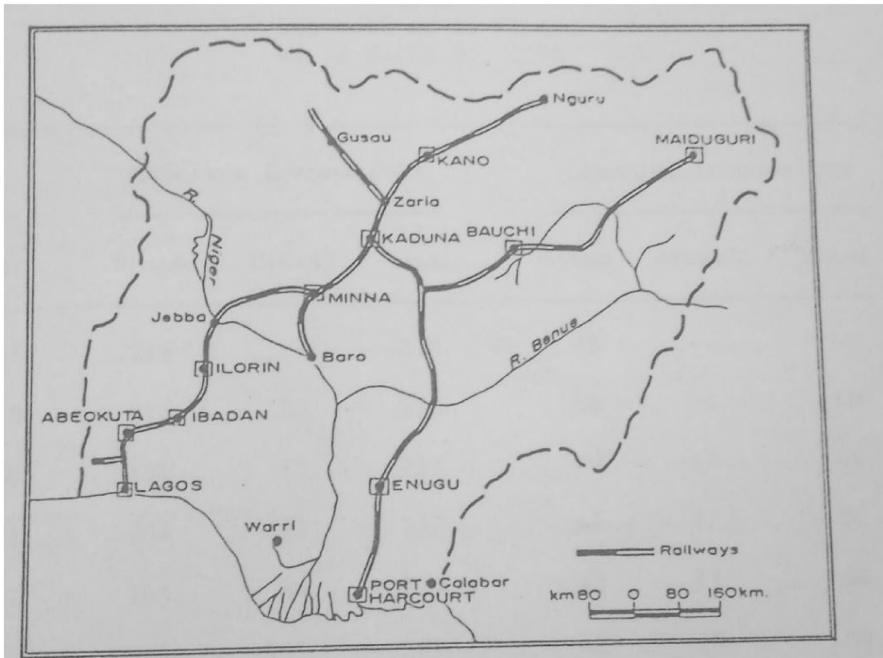 Nguru
Gusau
KANO
MAIDUGURI
R.
Niger
Zaria
KADUNA
BAUCHI
MINNA
Jebba
Baro
R. Benue
ILORIN
ABEOKUTA
IBADAN
LAGOS
ENUGU
Warri
Railways
PORT
HARCOURT
Calabar
km 80 0 80 160 km.